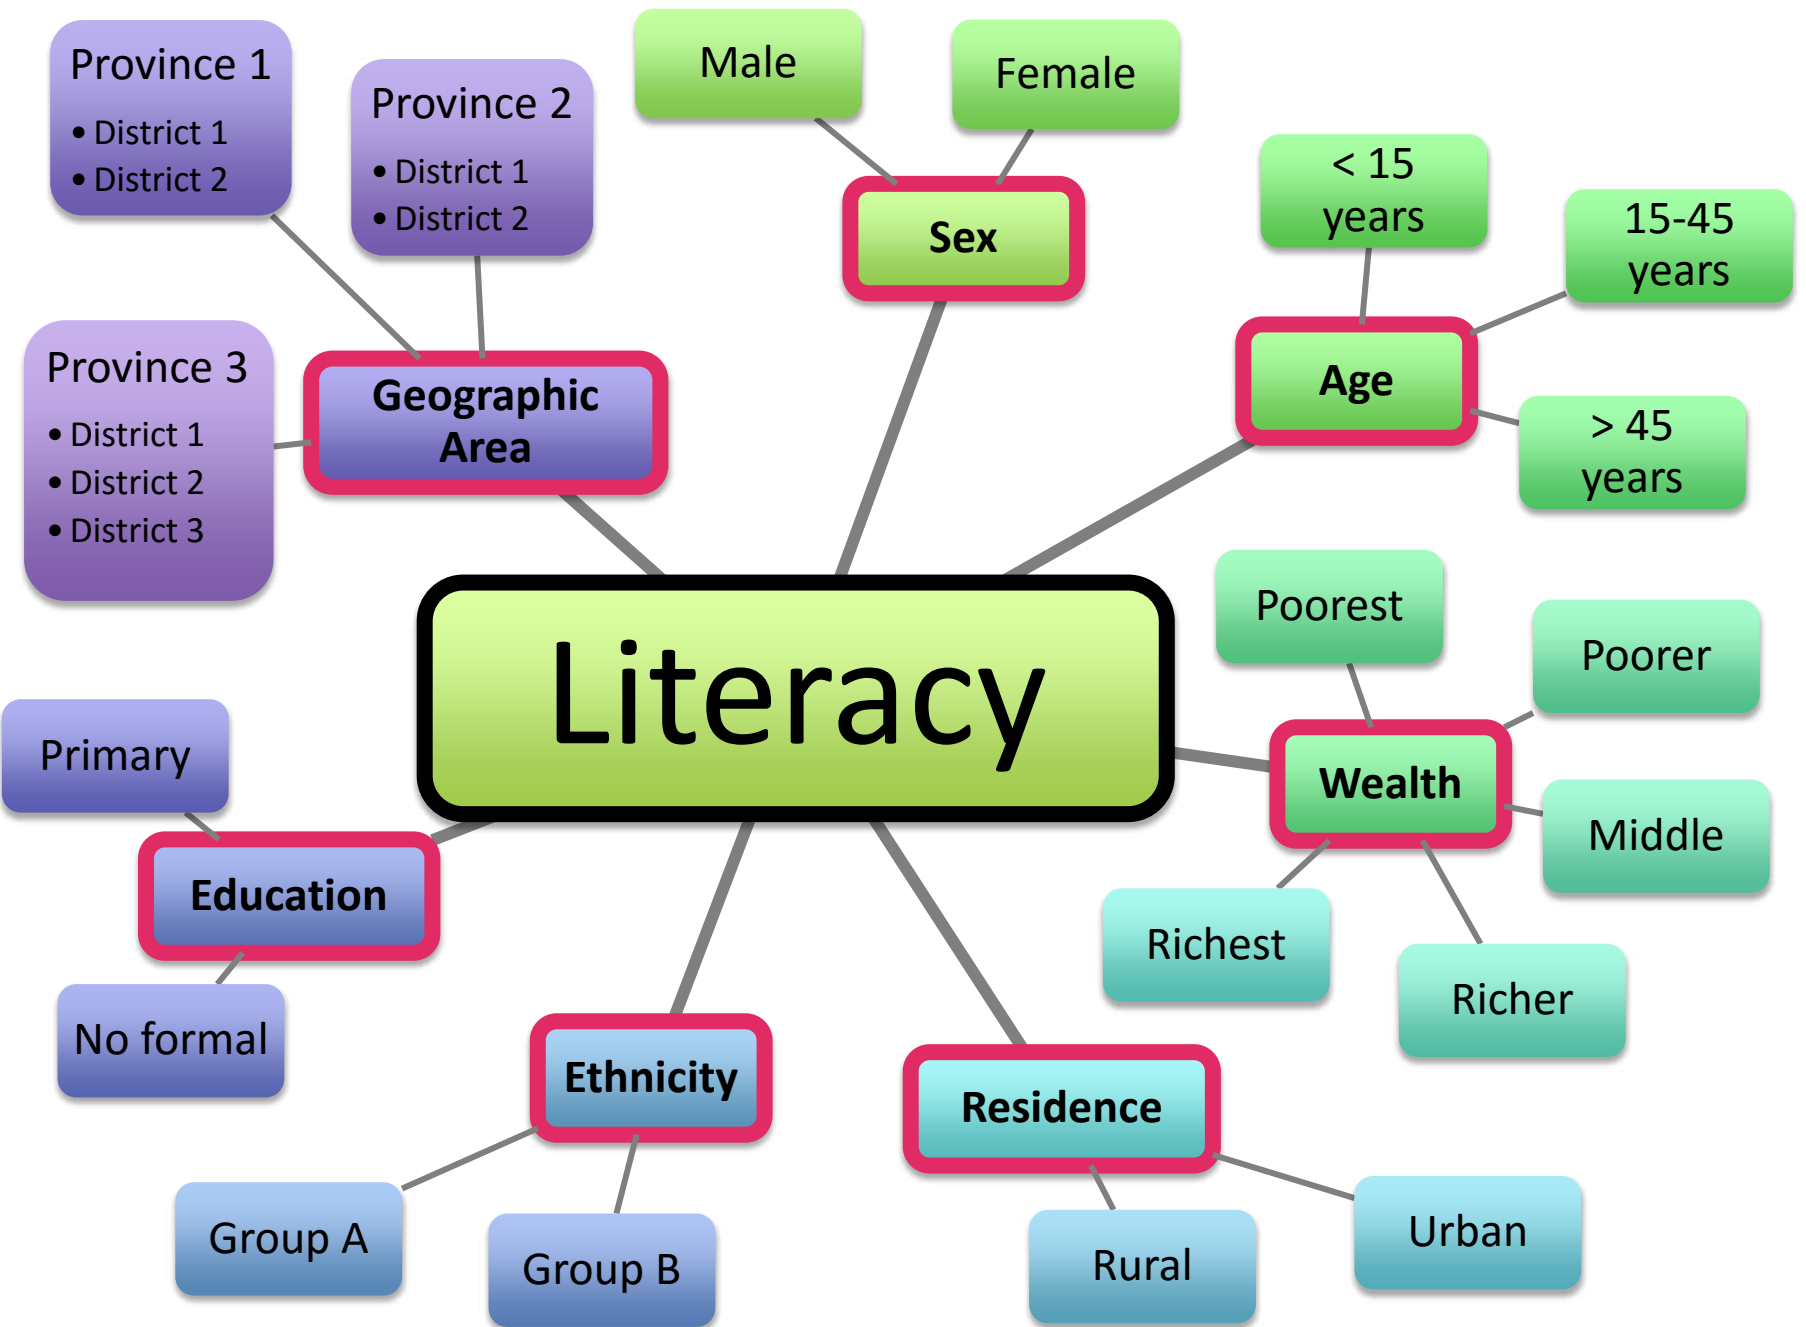 Province 1
• District 1
• District 2
Province 2
• District 1
• District 2
Male
Female
Sex
< 15
years
15-45
years
Age
> 45
years
Province 3
• District 1
• District 2
• District 3
Geographic
Area
Literacy
Poorest
Poorer
Wealth
Middle
Richest
Richer
Primary
Education
No formal
Ethnicity
Group A
Group B
Residence
Rural
Urban